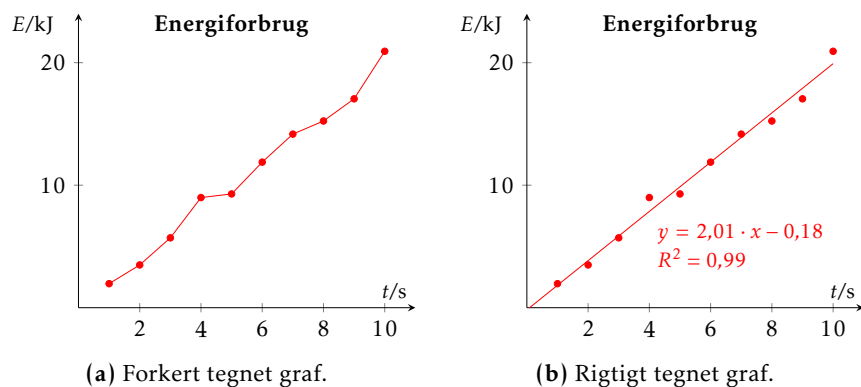 E/kJ
Energiforbrug
20
10
2
4
6
8
10
t/s
(a) Forkert tegnet graf.
E/kJ
Energiforbrug
20
10
y = 2,01 · x − 0,18
R² = 0,99
2
4
6
8
10
t/s
(b) Rigtigt tegnet graf.